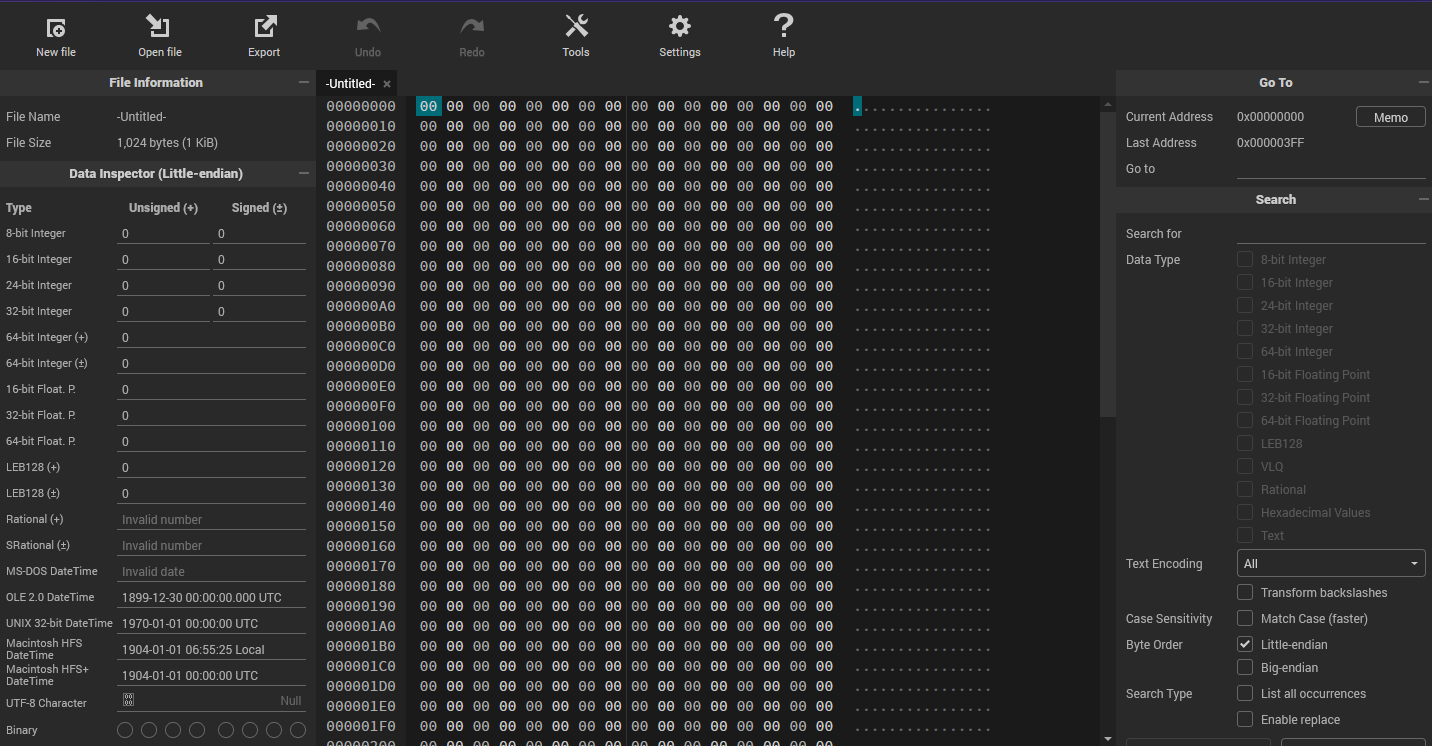 New file Open file Export Undo Redo Tools Settings Help
File Information
File Name -Untitled-
File Size 1,024 bytes (1 KiB)
Data Inspector (Little-endian)
Type Unsigned (+) Signed (±)
8-bit Integer 0 0
16-bit Integer 0 0
24-bit Integer 0 0
32-bit Integer 0 0
64-bit Integer (+) 0
64-bit Integer (±) 0
16-bit Float. P. 0
32-bit Float. P. 0
64-bit Float. P. 0
LEB128 (+) 0
LEB128 (±) 0
Rational (+) Invalid number
SRational (±) Invalid number
MS-DOS DateTime Invalid date
OLE 2.0 DateTime 1899-12-30 00:00:00.000 UTC
UNIX 32-bit DateTime 1970-01-01 00:00:00 UTC
Macintosh HFS
DateTime 1904-01-01 06:55:25 Local
Macintosh HFS+
DateTime 1904-01-01 00:00:00 UTC
UTF-8 Character Null
Binary
-Untitled- ×
00000000 00 00 00 00 00 00 00 00 00 00 00 00 00 00 00 00 ................
00000010 00 00 00 00 00 00 00 00 00 00 00 00 00 00 00 00 ................
00000020 00 00 00 00 00 00 00 00 00 00 00 00 00 00 00 00 ................
00000030 00 00 00 00 00 00 00 00 00 00 00 00 00 00 00 00 ................
00000040 00 00 00 00 00 00 00 00 00 00 00 00 00 00 00 00 ................
00000050 00 00 00 00 00 00 00 00 00 00 00 00 00 00 00 00 ................
00000060 00 00 00 00 00 00 00 00 00 00 00 00 00 00 00 00 ................
00000070 00 00 00 00 00 00 00 00 00 00 00 00 00 00 00 00 ................
00000080 00 00 00 00 00 00 00 00 00 00 00 00 00 00 00 00 ................
00000090 00 00 00 00 00 00 00 00 00 00 00 00 00 00 00 00 ................
000000A0 00 00 00 00 00 00 00 00 00 00 00 00 00 00 00 00 ................
000000B0 00 00 00 00 00 00 00 00 00 00 00 00 00 00 00 00 ................
000000C0 00 00 00 00 00 00 00 00 00 00 00 00 00 00 00 00 ................
000000D0 00 00 00 00 00 00 00 00 00 00 00 00 00 00 00 00 ................
000000E0 00 00 00 00 00 00 00 00 00 00 00 00 00 00 00 00 ................
000000F0 00 00 00 00 00 00 00 00 00 00 00 00 00 00 00 00 ................
00000100 00 00 00 00 00 00 00 00 00 00 00 00 00 00 00 00 ................
00000110 00 00 00 00 00 00 00 00 00 00 00 00 00 00 00 00 ................
00000120 00 00 00 00 00 00 00 00 00 00 00 00 00 00 00 00 ................
00000130 00 00 00 00 00 00 00 00 00 00 00 00 00 00 00 00 ................
00000140 00 00 00 00 00 00 00 00 00 00 00 00 00 00 00 00 ................
00000150 00 00 00 00 00 00 00 00 00 00 00 00 00 00 00 00 ................
00000160 00 00 00 00 00 00 00 00 00 00 00 00 00 00 00 00 ................
00000170 00 00 00 00 00 00 00 00 00 00 00 00 00 00 00 00 ................
00000180 00 00 00 00 00 00 00 00 00 00 00 00 00 00 00 00 ................
00000190 00 00 00 00 00 00 00 00 00 00 00 00 00 00 00 00 ................
000001A0 00 00 00 00 00 00 00 00 00 00 00 00 00 00 00 00 ................
000001B0 00 00 00 00 00 00 00 00 00 00 00 00 00 00 00 00 ................
000001C0 00 00 00 00 00 00 00 00 00 00 00 00 00 00 00 00 ................
000001D0 00 00 00 00 00 00 00 00 00 00 00 00 00 00 00 00 ................
000001E0 00 00 00 00 00 00 00 00 00 00 00 00 00 00 00 00 ................
000001F0 00 00 00 00 00 00 00 00 00 00 00 00 00 00 00 00 ................
00000200 00 00 00 00 00 00 00 00 00 00 00 00 00 00 00 00
Go To
Current Address 0x00000000 Memo
Last Address 0x000003FF
Go to
Search
Search for
Data Type 8-bit Integer
16-bit Integer
24-bit Integer
32-bit Integer
64-bit Integer
16-bit Floating Point
32-bit Floating Point
64-bit Floating Point
LEB128
VLQ
Rational
Hexadecimal Values
Text
Text Encoding All
Transform backslashes
Case Sensitivity Match Case (faster)
Byte Order Little-endian
Big-endian
Search Type List all occurrences
Enable replace